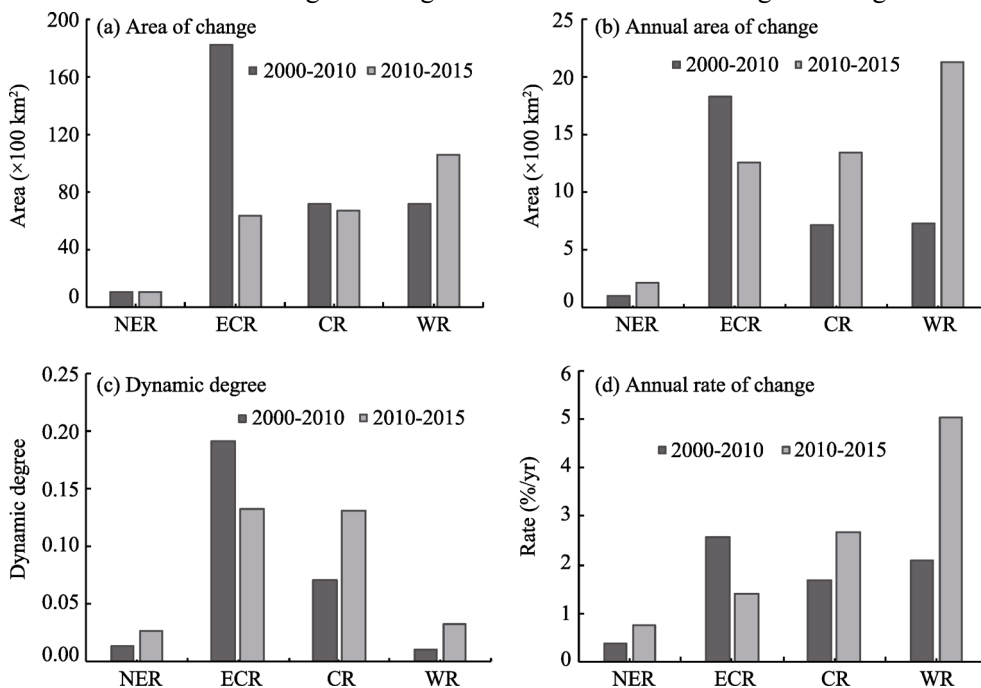 (a) Area of change
2000-2010 2010-2015
Area (×100 km²)
200
160
120
80
40
0
NER ECR CR WR
(b) Annual area of change
2000-2010 2010-2015
Area (×100 km²)
25
20
15
10
5
0
NER ECR CR WR
(c) Dynamic degree
2000-2010 2010-2015
Dynamic degree
0.25
0.20
0.15
0.10
0.05
0.00
NER ECR CR WR
(d) Annual rate of change
2000-2010 2010-2015
Rate (%/yr)
6
5
4
3
2
1
0
NER ECR CR WR